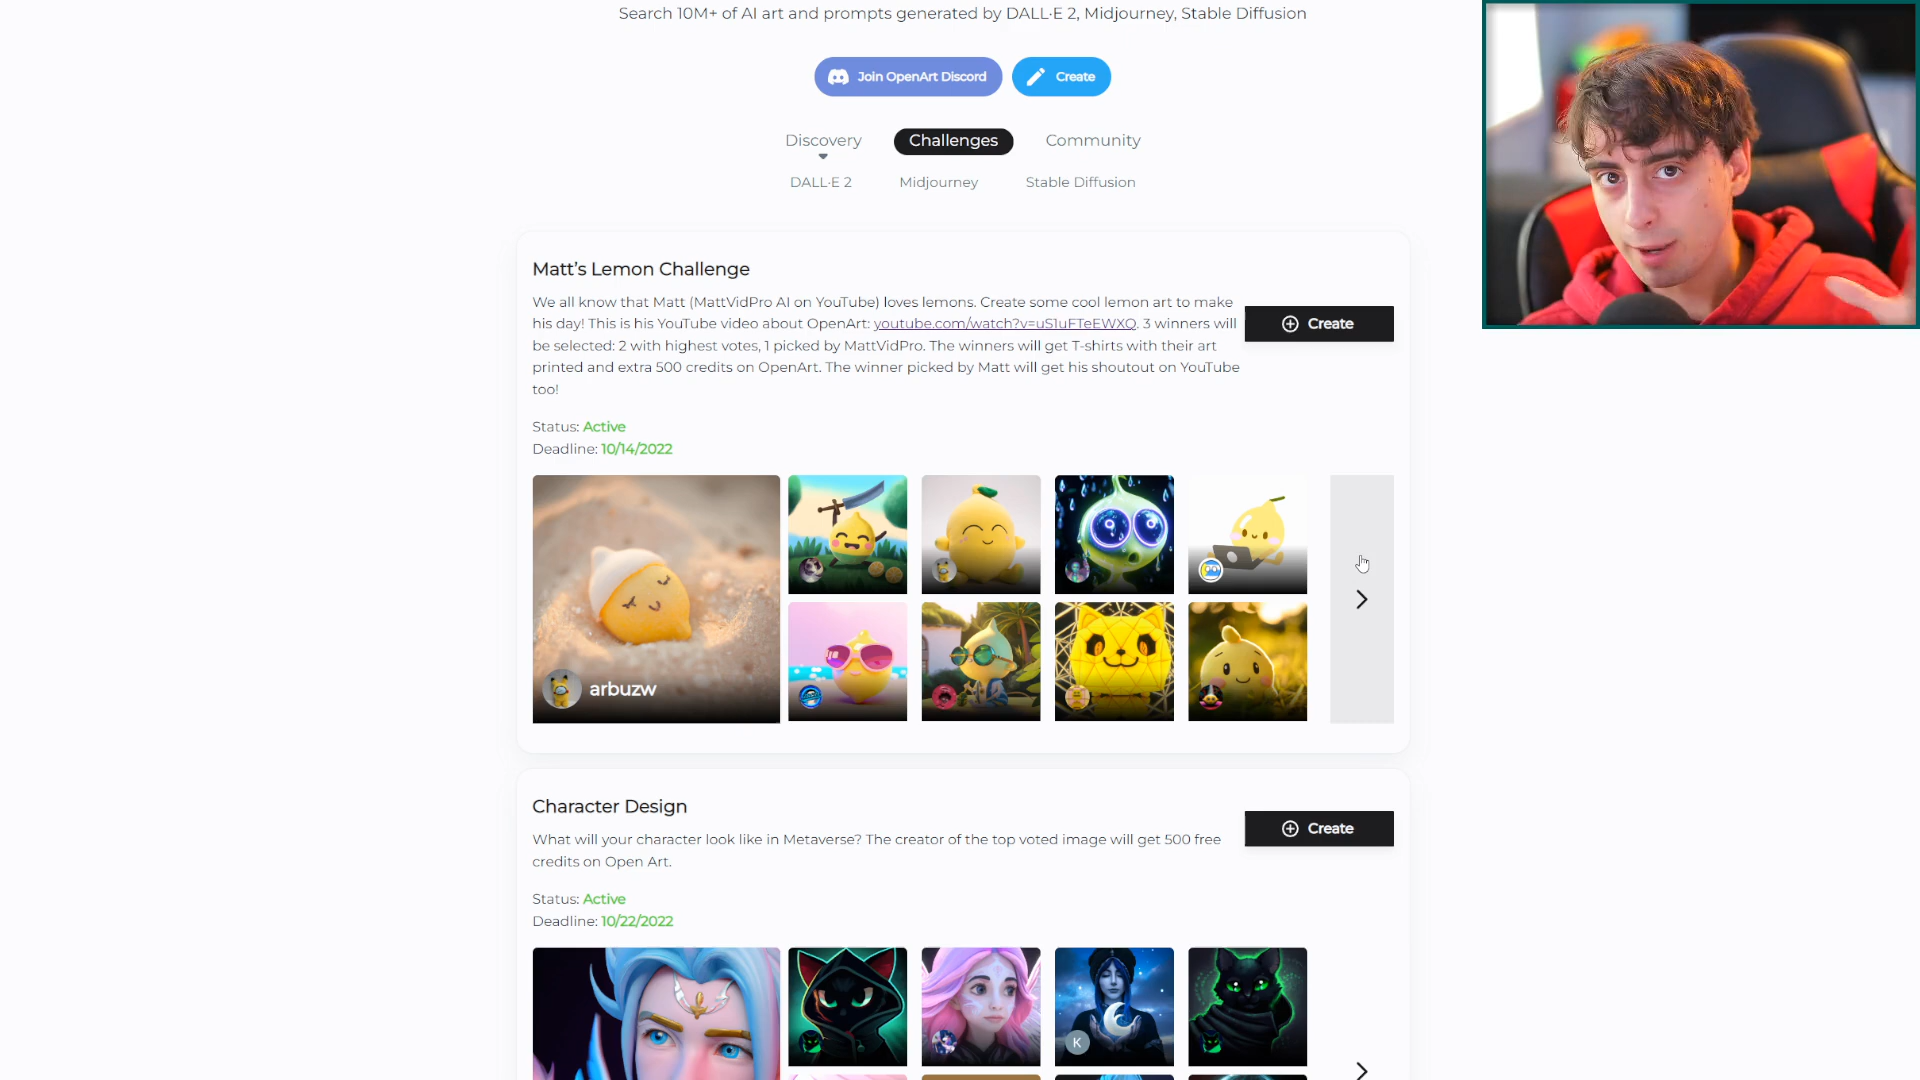 Search 10M+ of AI art and prompts generated by DALL·E 2, Midjourney, Stable Diffusion
Join OpenArt Discord
Create
Discovery
Challenges
Community
DALL·E 2
Midjourney
Stable Diffusion
Matt's Lemon Challenge
We all know that Matt (MattVidPro AI on YouTube) loves lemons. Create some cool lemon art to make
his day! This is his YouTube video about OpenArt: youtube.com/watch?v=uS1uFTeEWXQ. 3 winners will
be selected: 2 with highest votes, 1 picked by MattVidPro. The winners will get T-shirts with their art
printed and extra 500 credits on OpenArt. The winner picked by Matt will get his shoutout on YouTube
too!
Create
Status: Active
Deadline: 10/14/2022
arbuzw
Character Design
What will your character look like in Metaverse? The creator of the top voted image will get 500 free
credits on Open Art.
Create
Status: Active
Deadline: 10/22/2022
K